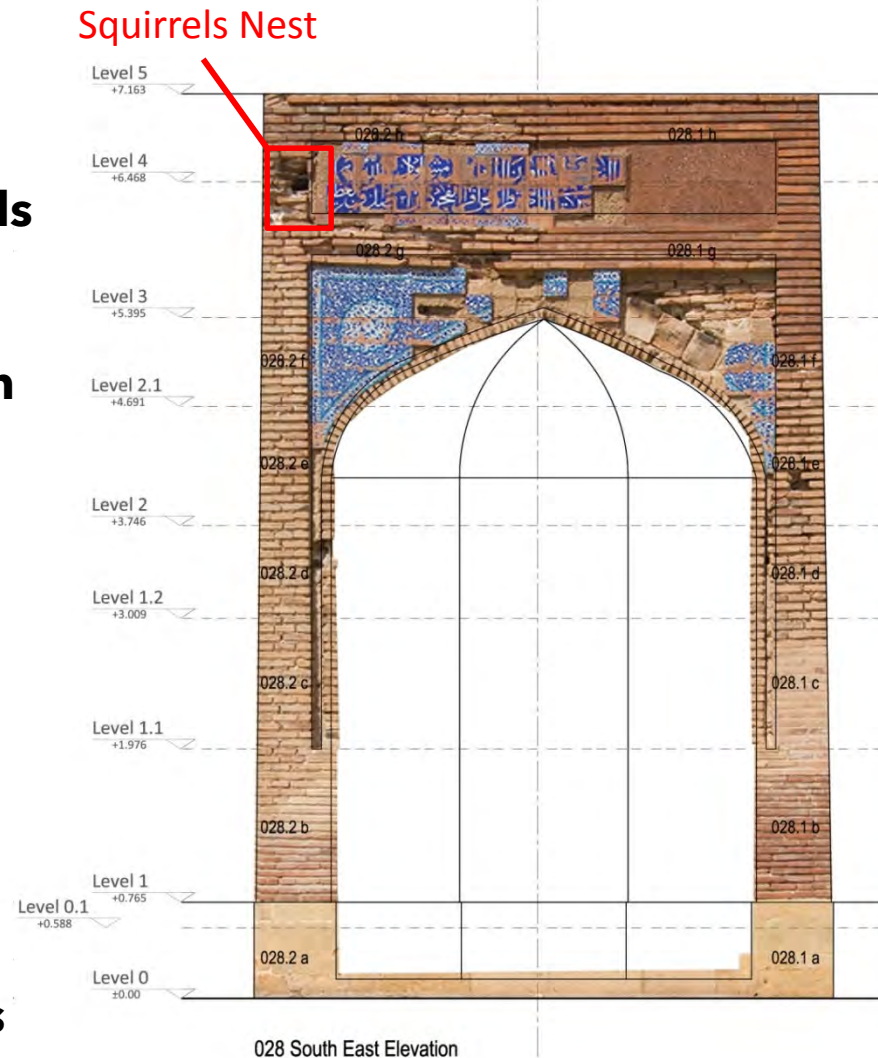 Squirrels Nest
Level 5
+7.163
028.2 h
028.1 h
Level 4
+6.468
ls
028.2 g
028.1 g
Level 3
+5.395
028.2 f
028.1 f
n
Level 2.1
+4.691
028.2 e
028.1 e
Level 2
+3.746
028.2 d
028.1 d
Level 1.2
+3.009
028.2 c
028.1 c
Level 1.1
+1.976
028.2 b
028.1 b
Level 1
+0.765
Level 0.1
+0.588
028.2 a
028.1 a
Level 0
±0.00
s
028 South East Elevation